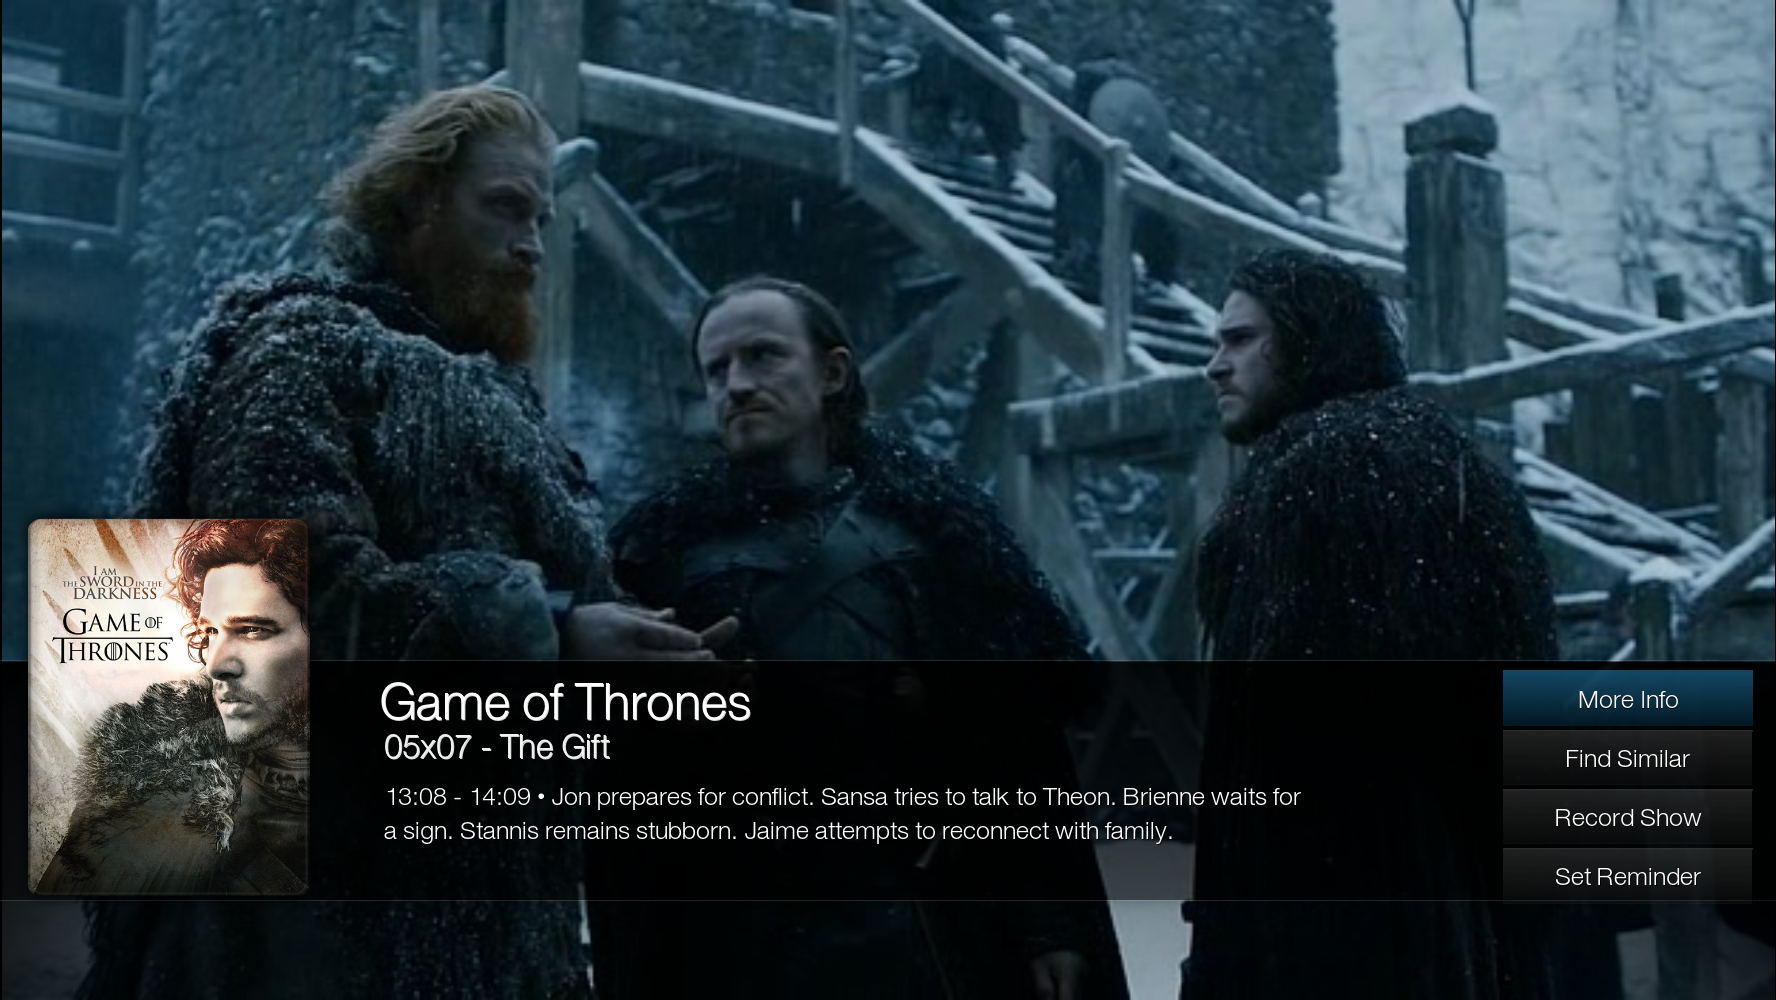 I AM
THE SWORD IN THE
DARKNESS
GAME OF
THRONES
Game of Thrones
05x07 - The Gift
13:08 - 14:09 • Jon prepares for conflict. Sansa tries to talk to Theon. Brienne waits for
a sign. Stannis remains stubborn. Jaime attempts to reconnect with family.
More Info
Find Similar
Record Show
Set Reminder